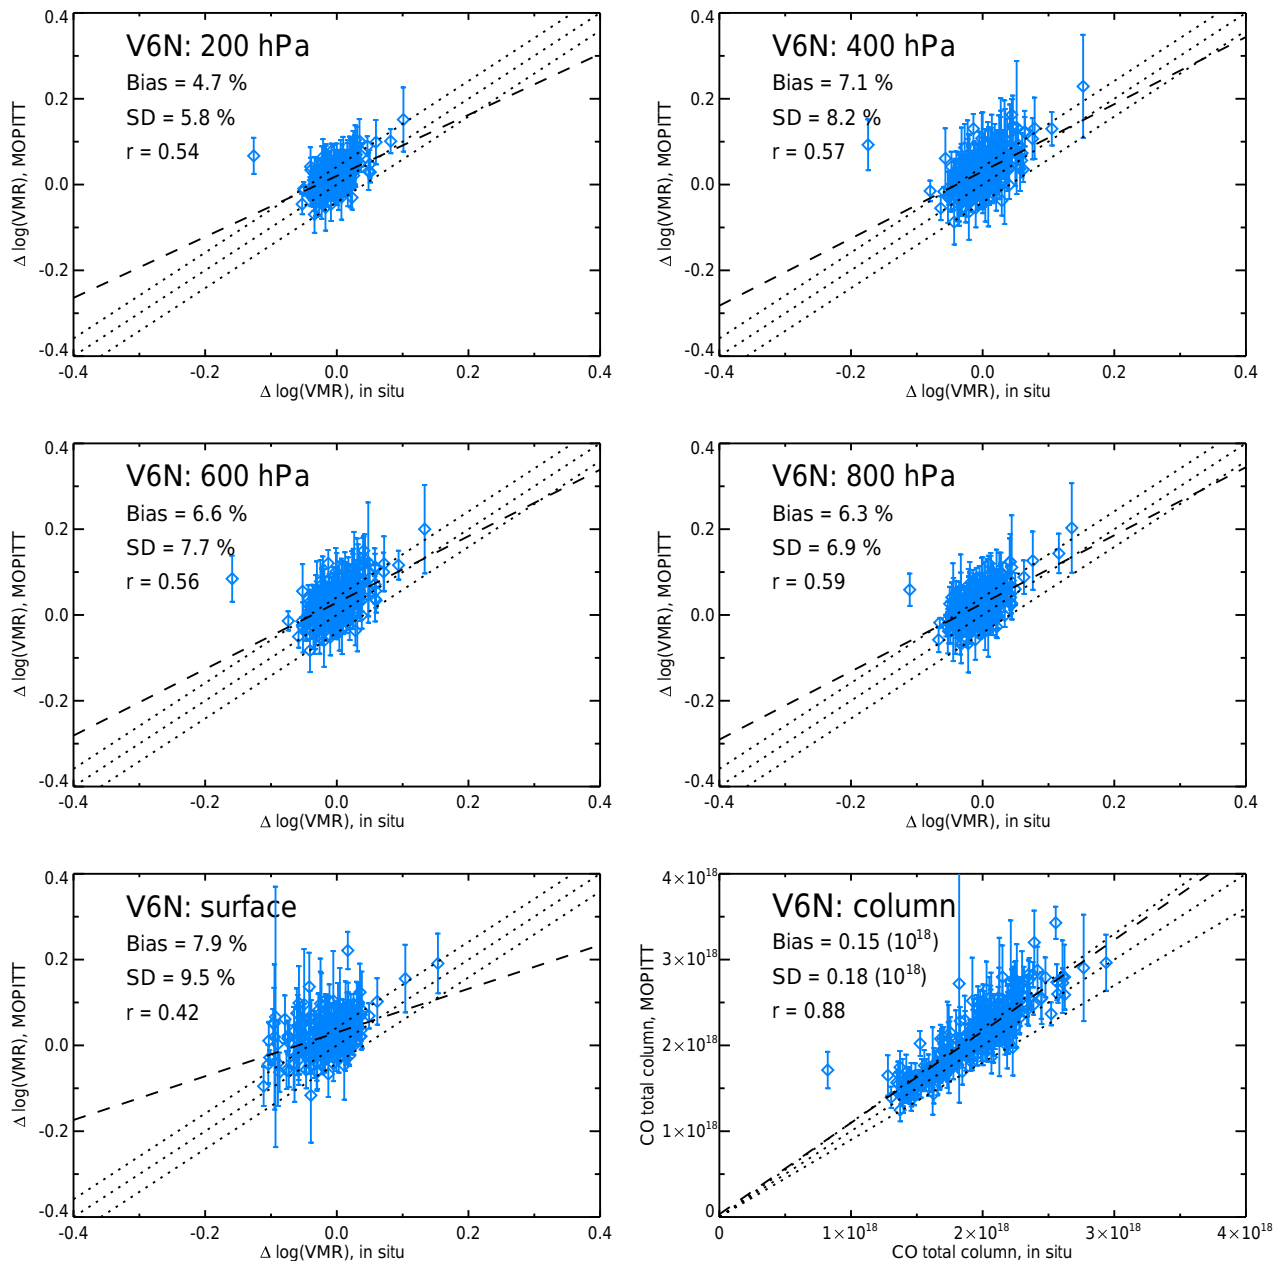 V6N: 200 hPa
Bias = 4.7 %
SD = 5.8 %
r = 0.54
0.4
0.2
0.0
-0.2
-0.4
-0.4 -0.2 0.0 0.2 0.4
Δ log(VMR), in situ
Δ log(VMR), MOPITT
V6N: 400 hPa
Bias = 7.1 %
SD = 8.2 %
r = 0.57
0.4
0.2
0.0
-0.2
-0.4
-0.4 -0.2 0.0 0.2 0.4
Δ log(VMR), in situ
Δ log(VMR), MOPITT
V6N: 600 hPa
Bias = 6.6 %
SD = 7.7 %
r = 0.56
0.4
0.2
0.0
-0.2
-0.4
-0.4 -0.2 0.0 0.2 0.4
Δ log(VMR), in situ
Δ log(VMR), MOPITT
V6N: 800 hPa
Bias = 6.3 %
SD = 6.9 %
r = 0.59
0.4
0.2
0.0
-0.2
-0.4
-0.4 -0.2 0.0 0.2 0.4
Δ log(VMR), in situ
Δ log(VMR), MOPITT
V6N: surface
Bias = 7.9 %
SD = 9.5 %
r = 0.42
0.4
0.2
0.0
-0.2
-0.4
-0.4 -0.2 0.0 0.2 0.4
Δ log(VMR), in situ
Δ log(VMR), MOPITT
V6N: column
Bias = 0.15 (10¹⁸)
SD = 0.18 (10¹⁸)
r = 0.88
4×10¹⁸
3×10¹⁸
2×10¹⁸
1×10¹⁸
0
0 1×10¹⁸ 2×10¹⁸ 3×10¹⁸ 4×10¹⁸
CO total column, in situ
CO total column, MOPITT